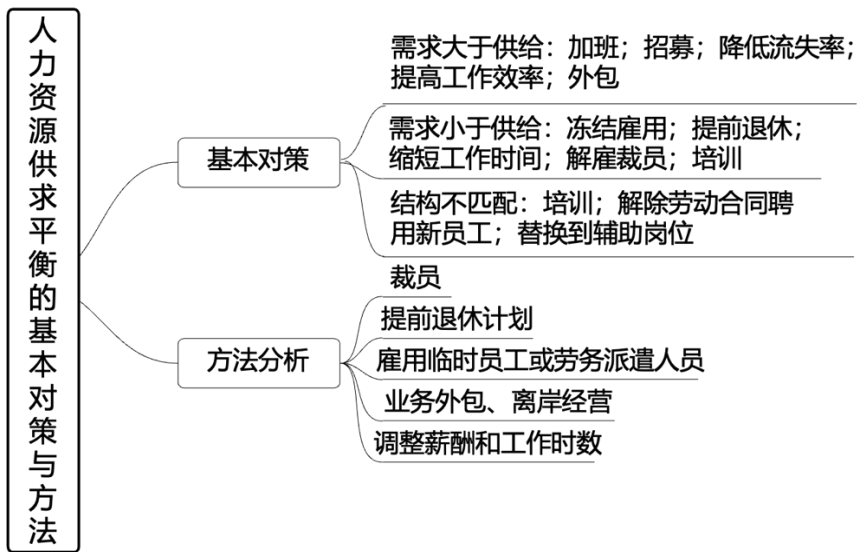 人力资源供求平衡的基本对策与方法
基本对策
需求大于供给：加班；招募；降低流失率；
提高工作效率；外包
需求小于供给：冻结雇用；提前退休；
缩短工作时间；解雇裁员；培训
结构不匹配：培训；解除劳动合同聘
用新员工；替换到辅助岗位
方法分析
裁员
提前退休计划
雇用临时员工或劳务派遣人员
业务外包、离岸经营
调整薪酬和工作时数